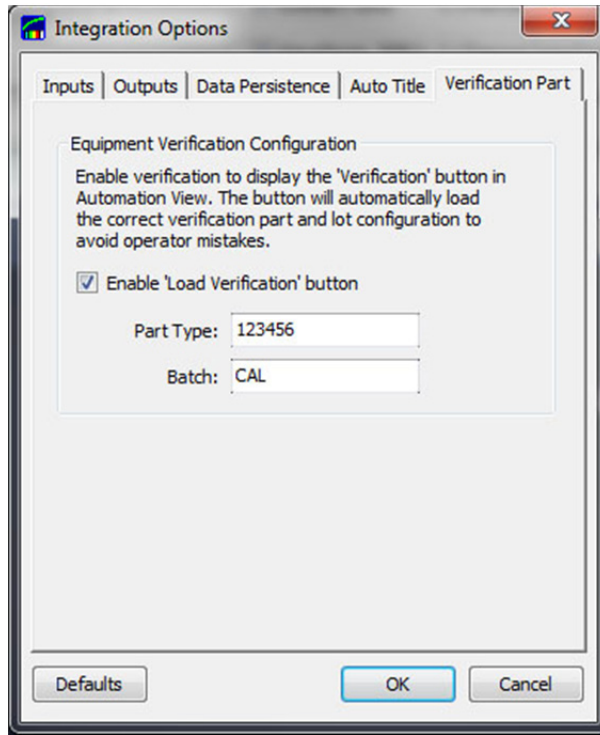 Integration Options
Inputs
Outputs
Data Persistence
Auto Title
Verification Part
Equipment Verification Configuration
Enable verification to display the 'Verification' button in
Automation View. The button will automatically load
the correct verification part and lot configuration to
avoid operator mistakes.
Enable 'Load Verification' button
Part Type: 123456
Batch: CAL
Defaults
OK
Cancel